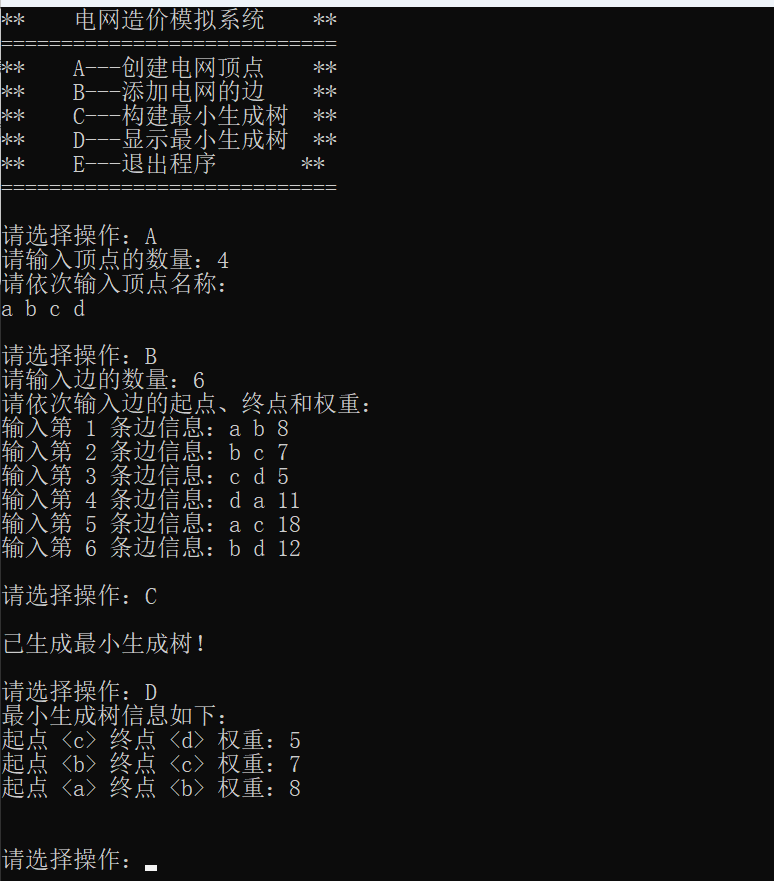 **    电网造价模拟系统    **
============================
**    A---创建电网顶点    **
**    B---添加电网的边    **
**    C---构建最小生成树  **
**    D---显示最小生成树  **
**    E---退出程序       **
============================
请选择操作：A
请输入顶点的数量：4
请依次输入顶点名称：
a b c d
请选择操作：B
请输入边的数量：6
请依次输入边的起点、终点和权重：
输入第 1 条边信息：a b 8
输入第 2 条边信息：b c 7
输入第 3 条边信息：c d 5
输入第 4 条边信息：d a 11
输入第 5 条边信息：a c 18
输入第 6 条边信息：b d 12
请选择操作：C
已生成最小生成树！
请选择操作：D
最小生成树信息如下：
起点 <c> 终点 <d> 权重：5
起点 <b> 终点 <c> 权重：7
起点 <a> 终点 <b> 权重：8
请选择操作：